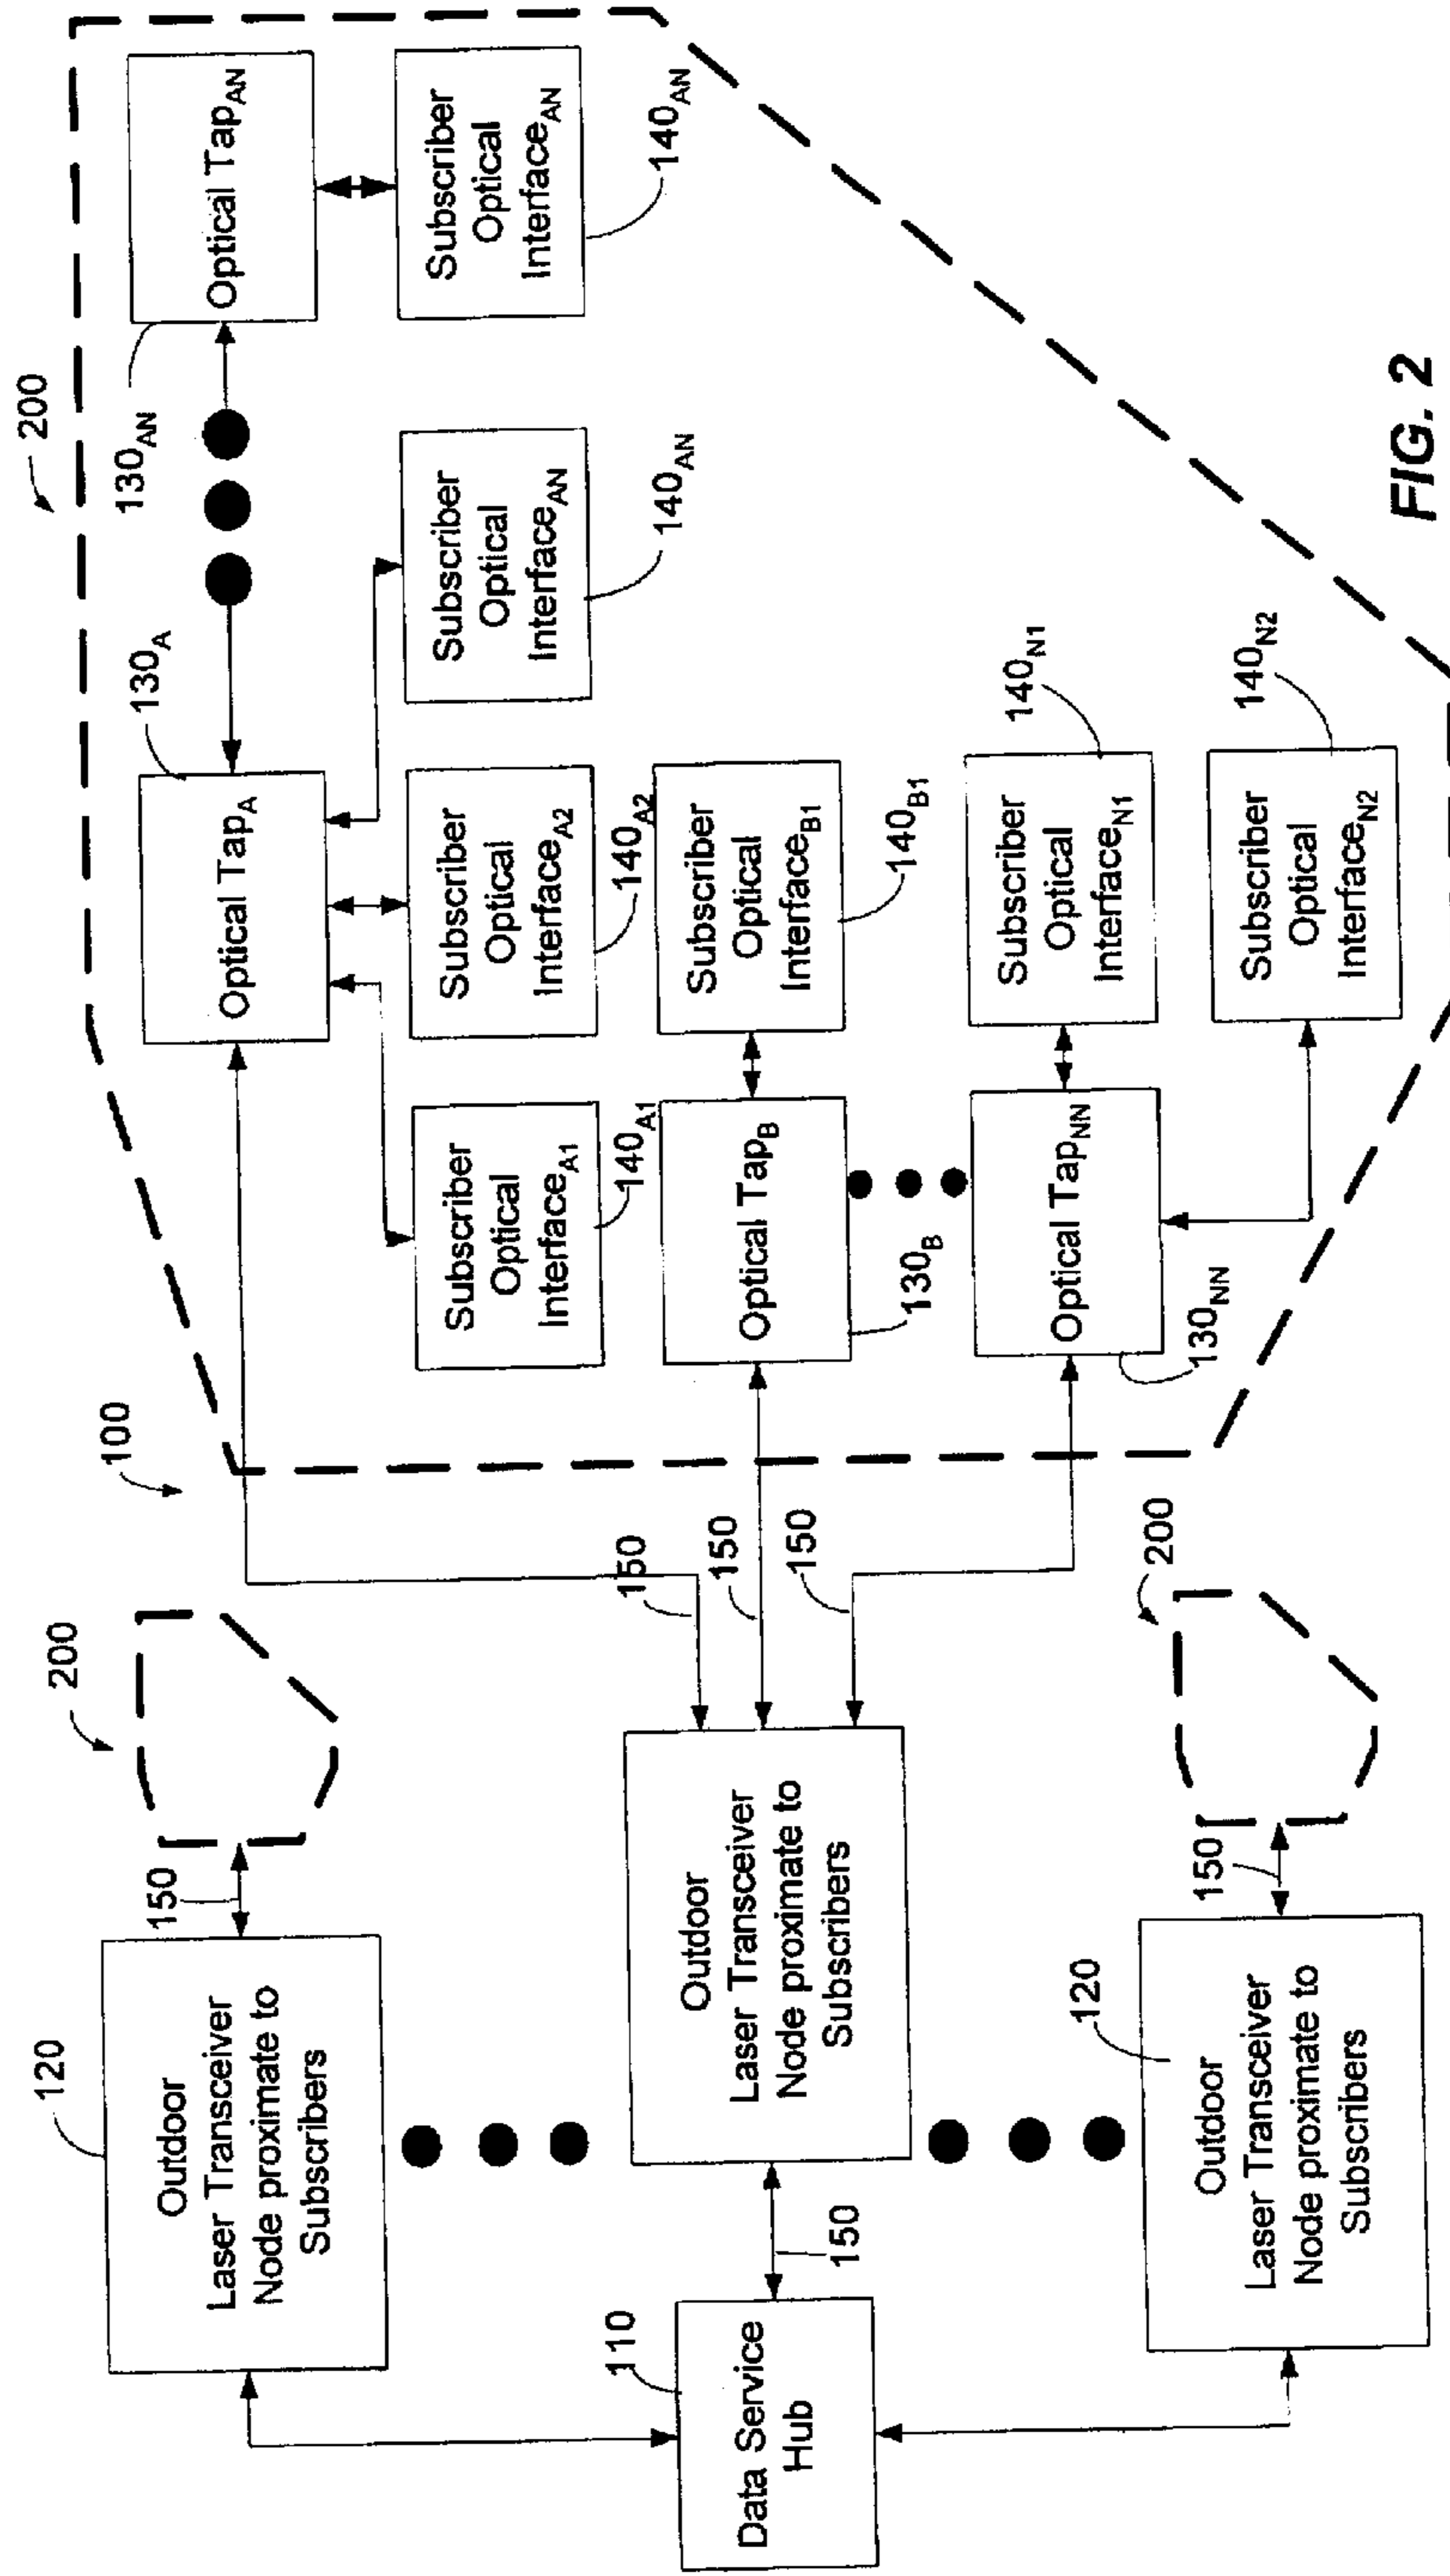 200
100
200
120
150
Outdoor
Laser Transceiver
Node proximate to
Subscribers
130A
Optical TapA
130AN
Optical TapAN
Subscriber
Optical
InterfaceA1
140A1
Subscriber
Optical
InterfaceA2
140A2
Subscriber
Optical
InterfaceAN
140AN
Subscriber
Optical
InterfaceAN
140AN
110
Data Service
Hub
150
Outdoor
Laser Transceiver
Node proximate to
Subscribers
150
150
150
Optical TapB
130B
Subscriber
Optical
InterfaceB1
140B1
Optical TapNN
130NN
Subscriber
Optical
InterfaceN1
140N1
Subscriber
Optical
InterfaceN2
140N2
120
Outdoor
Laser Transceiver
Node proximate to
Subscribers
150
200
FIG. 2